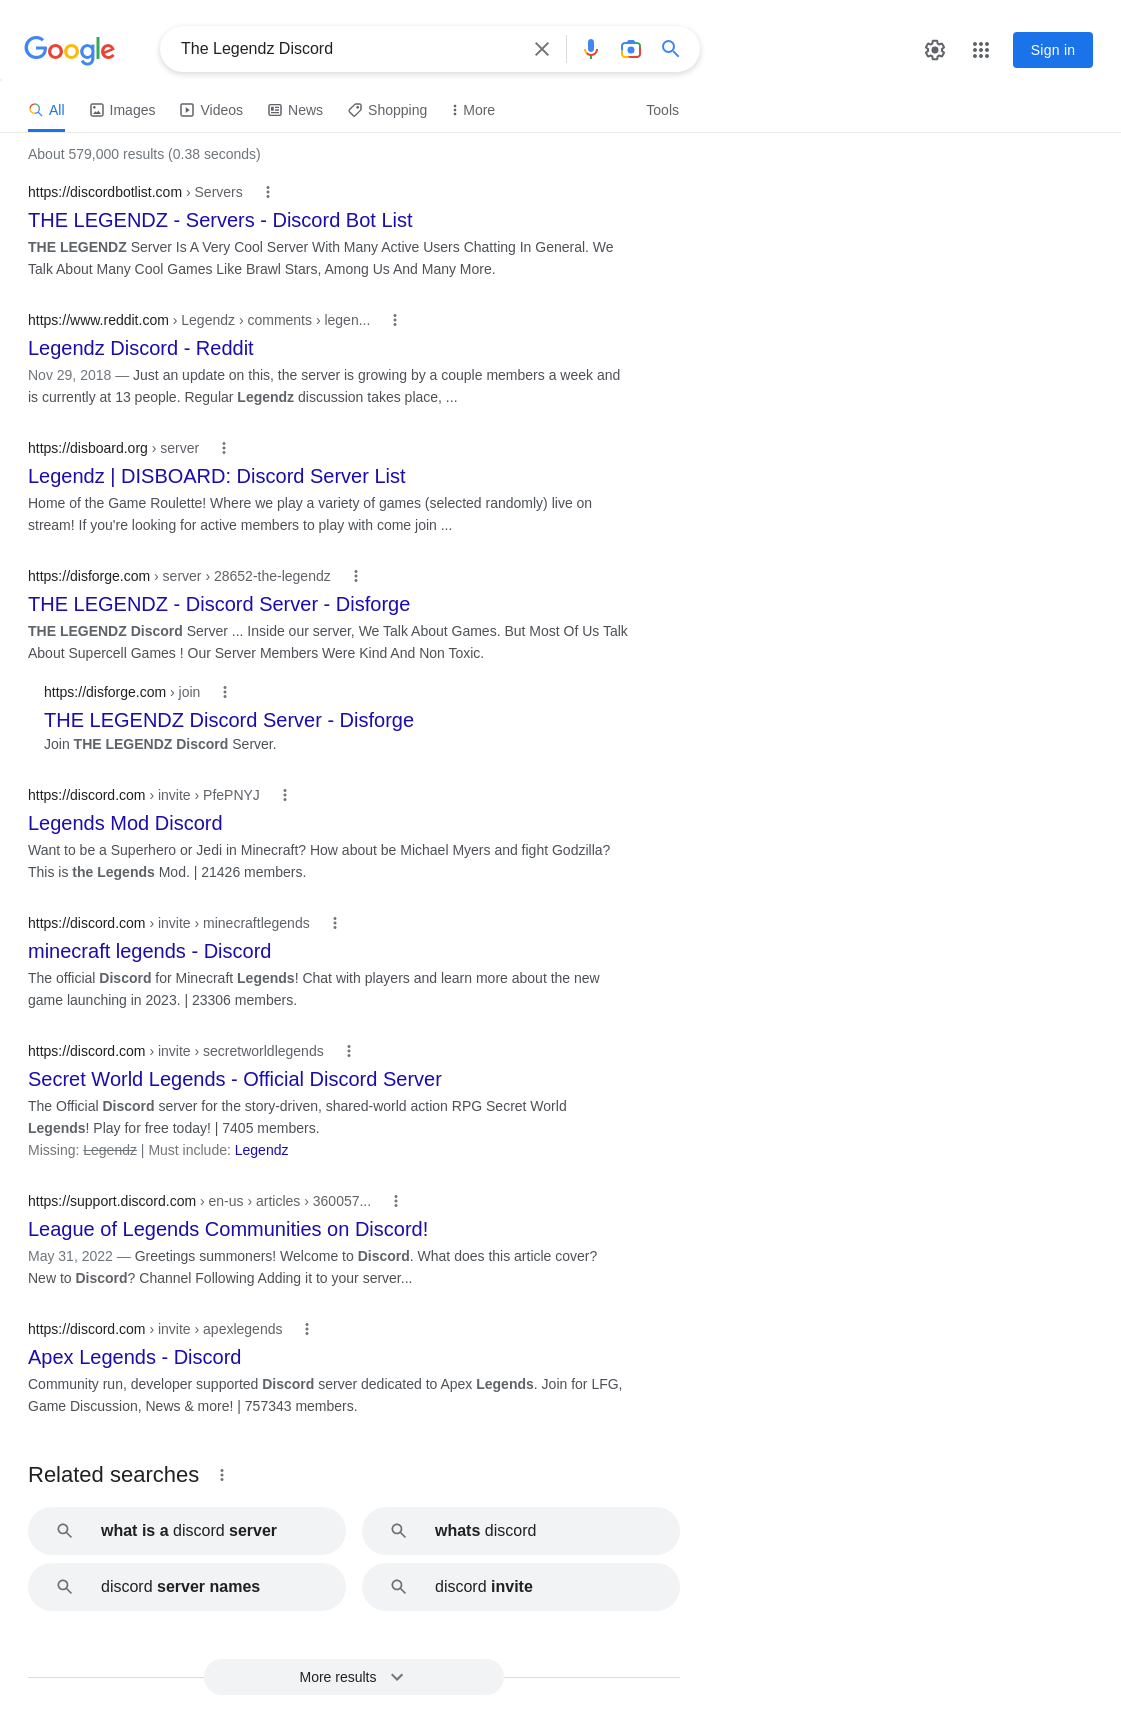 Google
The Legendz Discord
Sign in
All Images Videos News Shopping More Tools
About 579,000 results (0.38 seconds)
https://discordbotlist.com › Servers
THE LEGENDZ - Servers - Discord Bot List
THE LEGENDZ Server Is A Very Cool Server With Many Active Users Chatting In General. We
Talk About Many Cool Games Like Brawl Stars, Among Us And Many More.
https://www.reddit.com › Legendz › comments › legen...
Legendz Discord - Reddit
Nov 29, 2018 — Just an update on this, the server is growing by a couple members a week and
is currently at 13 people. Regular Legendz discussion takes place, ...
https://disboard.org › server
Legendz | DISBOARD: Discord Server List
Home of the Game Roulette! Where we play a variety of games (selected randomly) live on
stream! If you're looking for active members to play with come join ...
https://disforge.com › server › 28652-the-legendz
THE LEGENDZ - Discord Server - Disforge
THE LEGENDZ Discord Server ... Inside our server, We Talk About Games. But Most Of Us Talk
About Supercell Games ! Our Server Members Were Kind And Non Toxic.
https://disforge.com › join
THE LEGENDZ Discord Server - Disforge
Join THE LEGENDZ Discord Server.
https://discord.com › invite › PfePNYJ
Legends Mod Discord
Want to be a Superhero or Jedi in Minecraft? How about be Michael Myers and fight Godzilla?
This is the Legends Mod. | 21426 members.
https://discord.com › invite › minecraftlegends
minecraft legends - Discord
The official Discord for Minecraft Legends! Chat with players and learn more about the new
game launching in 2023. | 23306 members.
https://discord.com › invite › secretworldlegends
Secret World Legends - Official Discord Server
The Official Discord server for the story-driven, shared-world action RPG Secret World
Legends! Play for free today! | 7405 members.
Missing: Legendz | Must include: Legendz
https://support.discord.com › en-us › articles › 360057...
League of Legends Communities on Discord!
May 31, 2022 — Greetings summoners! Welcome to Discord. What does this article cover?
New to Discord? Channel Following Adding it to your server...
https://discord.com › invite › apexlegends
Apex Legends - Discord
Community run, developer supported Discord server dedicated to Apex Legends. Join for LFG,
Game Discussion, News & more! | 757343 members.
Related searches
what is a discord server
whats discord
discord server names
discord invite
More results